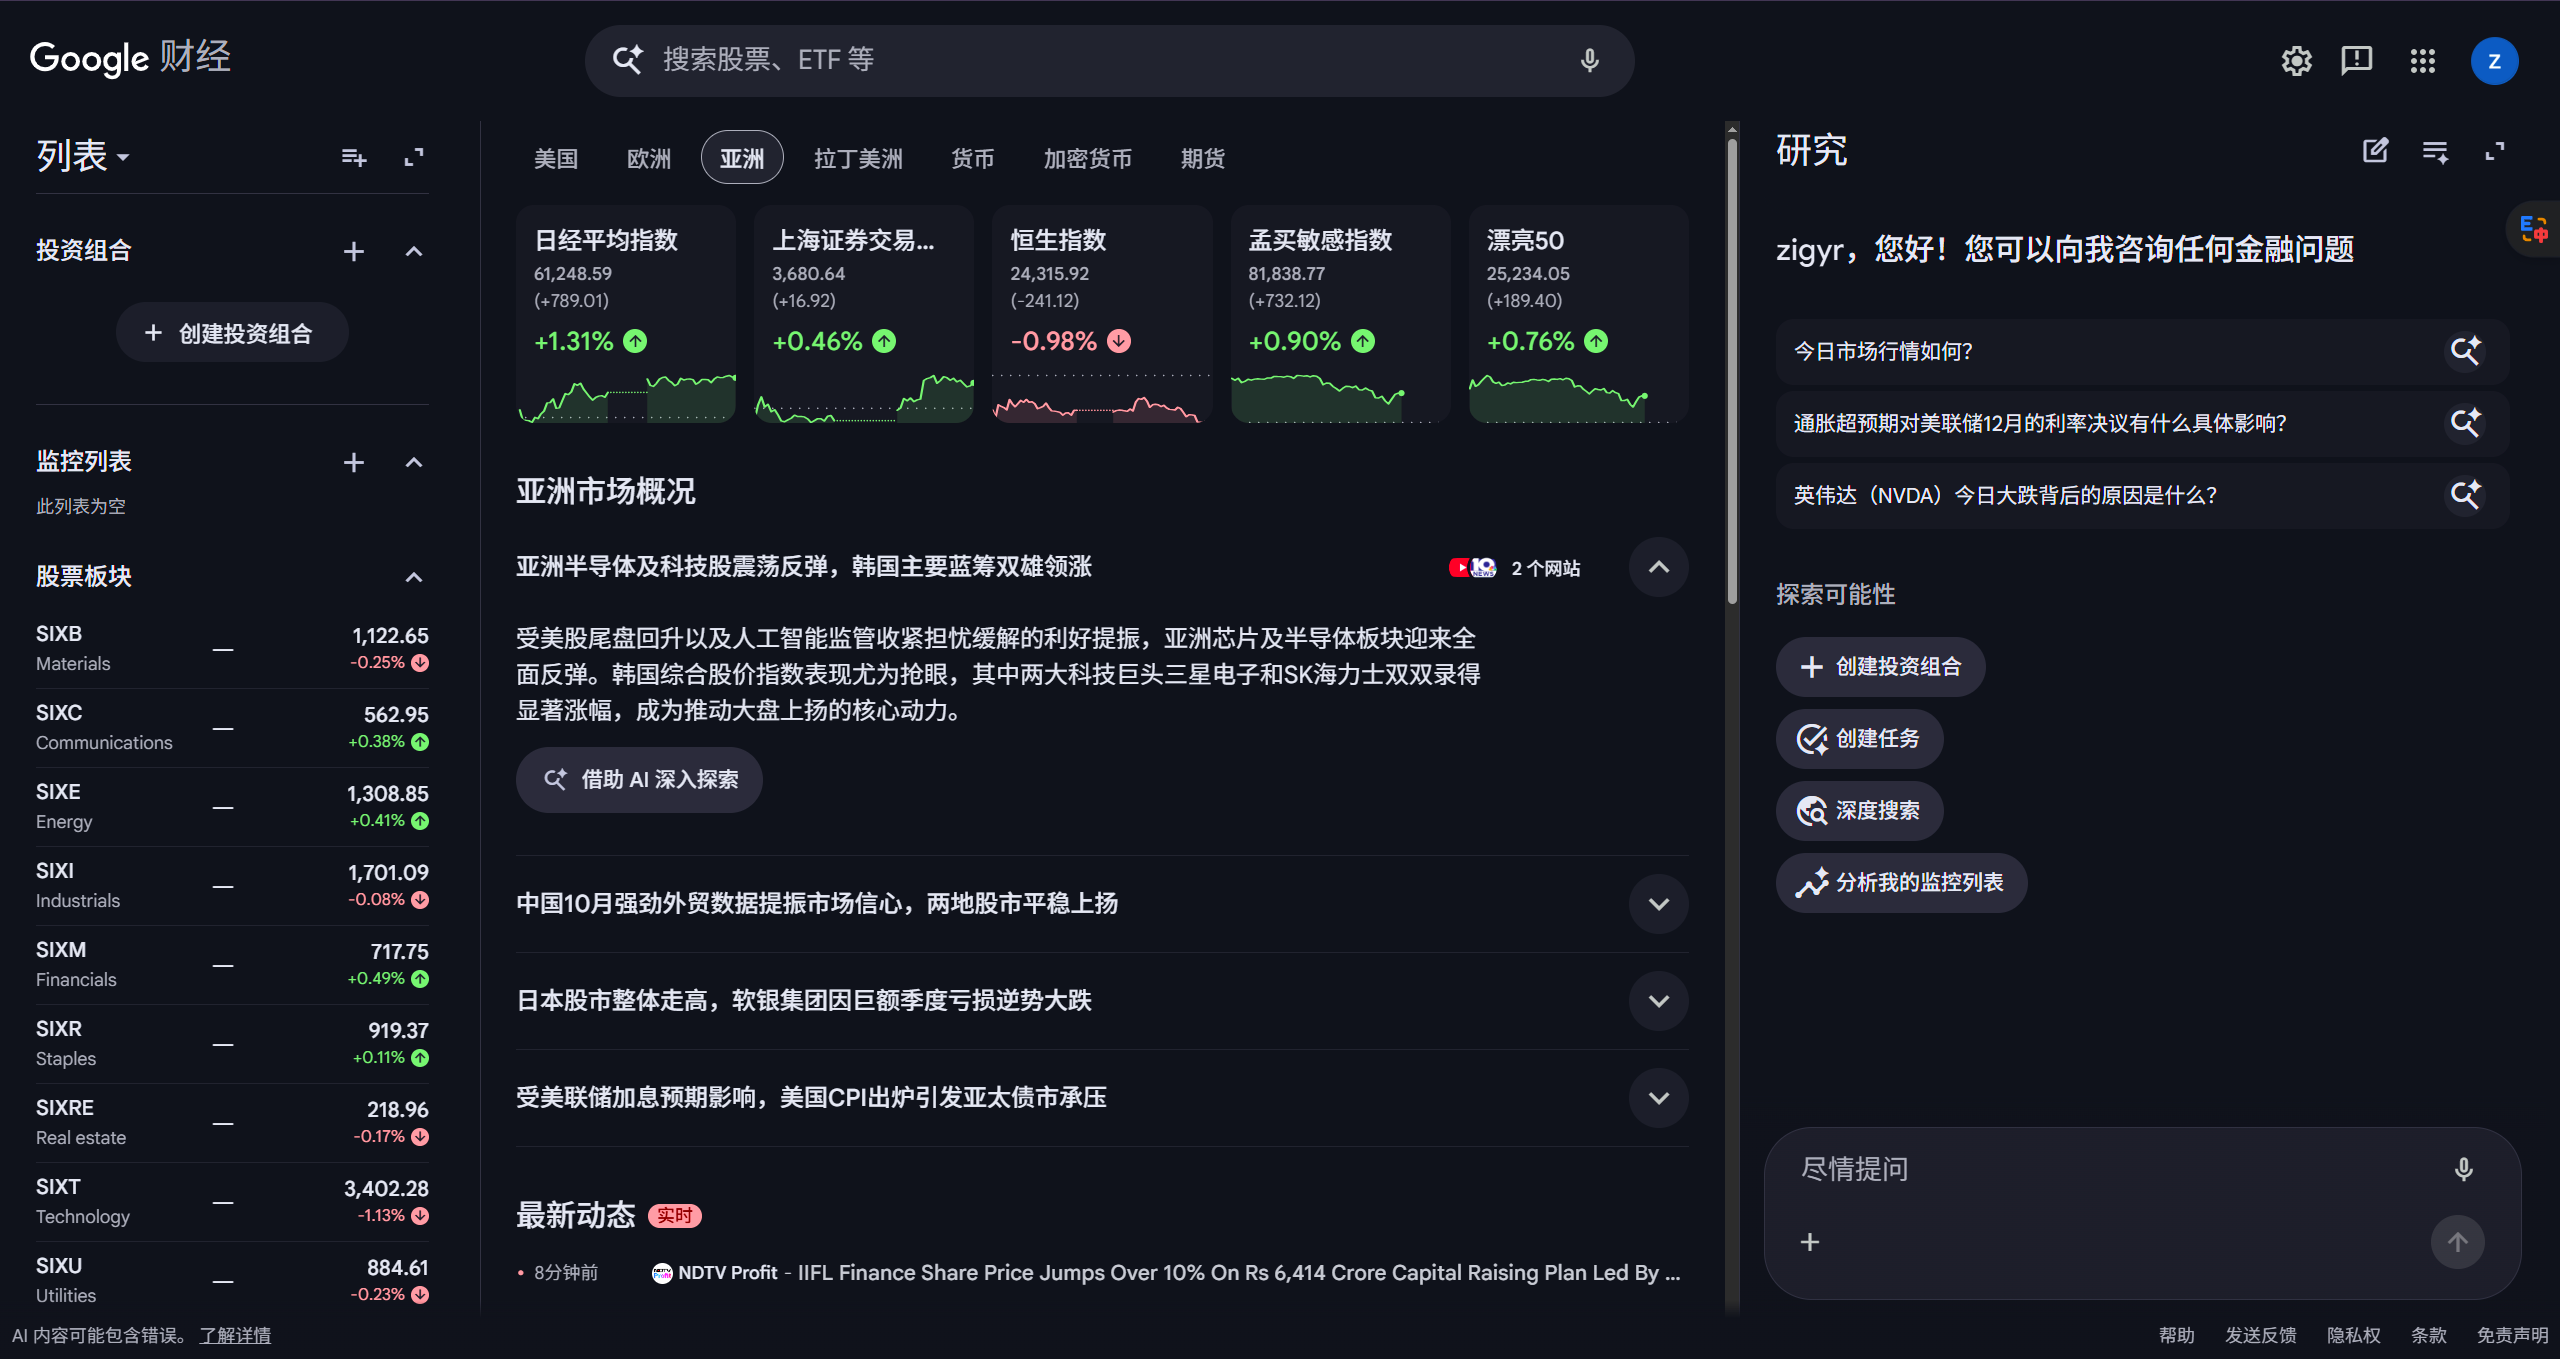 Google 财经
搜索股票、ETF 等
Z
列表
投资组合
创建投资组合
监控列表
此列表为空
股票板块
SIXB
Materials
—
1,122.65
-0.25%
SIXC
Communications
—
562.95
+0.38%
SIXE
Energy
—
1,308.85
+0.41%
SIXI
Industrials
—
1,701.09
-0.08%
SIXM
Financials
—
717.75
+0.49%
SIXR
Staples
—
919.37
+0.11%
SIXRE
Real estate
—
218.96
-0.17%
SIXT
Technology
—
3,402.28
-1.13%
SIXU
Utilities
—
884.61
-0.23%
美国 欧洲 亚洲 拉丁美洲 货币 加密货币 期货
日经平均指数
61,248.59
(+789.01)
+1.31%
上海证券交易...
3,680.64
(+16.92)
+0.46%
恒生指数
24,315.92
(-241.12)
-0.98%
孟买敏感指数
81,838.77
(+732.12)
+0.90%
漂亮50
25,234.05
(+189.40)
+0.76%
亚洲市场概况
亚洲半导体及科技股震荡反弹，韩国主要蓝筹双雄领涨
10 NEWS
2 个网站
受美股尾盘回升以及人工智能监管收紧担忧缓解的利好提振，亚洲芯片及半导体板块迎来全
面反弹。韩国综合股价指数表现尤为抢眼，其中两大科技巨头三星电子和SK海力士双双录得
显著涨幅，成为推动大盘上扬的核心动力。
借助 AI 深入探索
中国10月强劲外贸数据提振市场信心，两地股市平稳上扬
日本股市整体走高，软银集团因巨额季度亏损逆势大跌
受美联储加息预期影响，美国CPI出炉引发亚太债市承压
最新动态 实时
• 8分钟前 NDTV Profit - IIFL Finance Share Price Jumps Over 10% On Rs 6,414 Crore Capital Raising Plan Led By ...
研究
zigyr，您好！您可以向我咨询任何金融问题
E中
今日市场行情如何？
通胀超预期对美联储12月的利率决议有什么具体影响？
英伟达（NVDA）今日大跌背后的原因是什么？
探索可能性
创建投资组合
创建任务
深度搜索
分析我的监控列表
尽情提问
AI 内容可能包含错误。 了解详情
帮助 发送反馈 隐私权 条款 免责声明